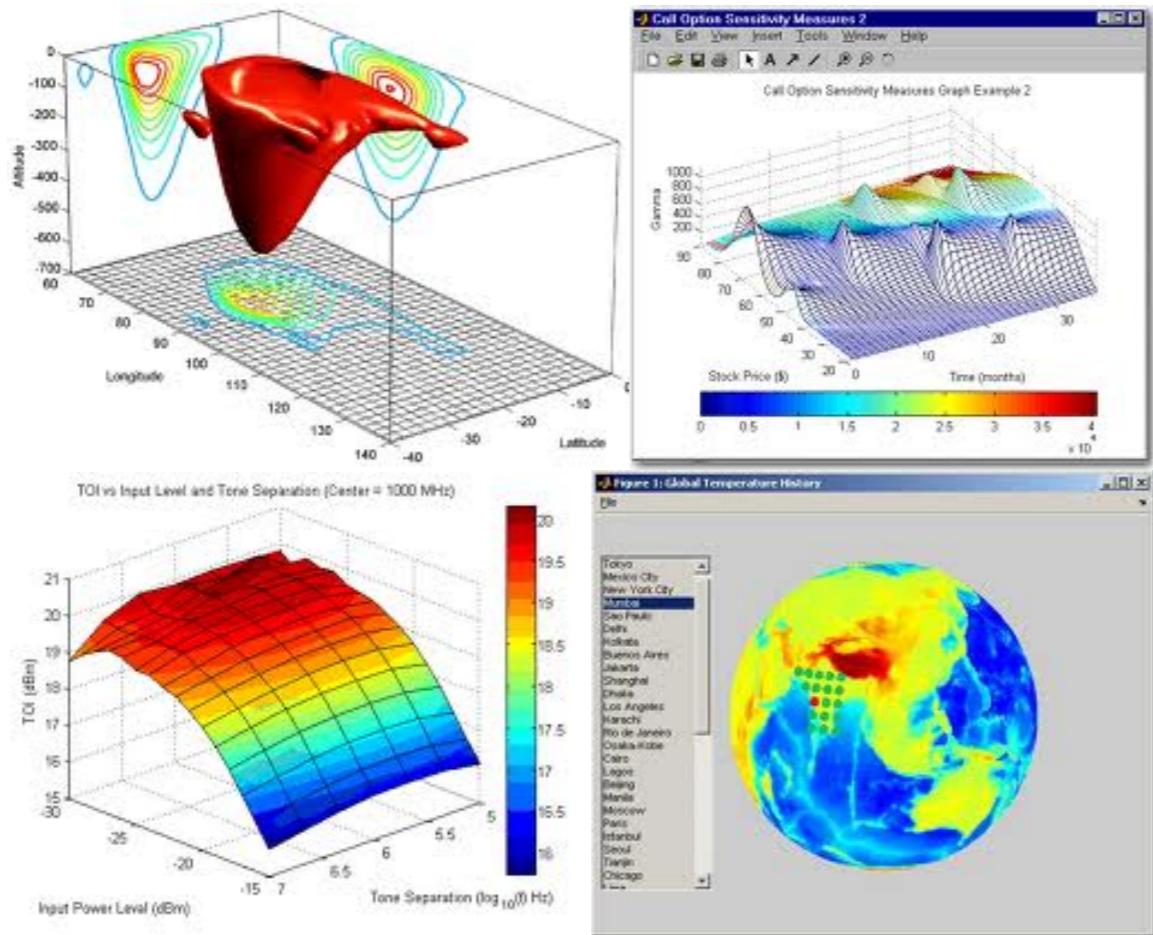 0
-100
-200
-300
-400
-500
-600
-700
Altitude
60
70
80
90
100
110
120
130
140
Longitude
-40
-30
-20
-10
0
Latitude
Call Option Sensitivity Measures 2
File Edit View Insert Tools Window Help
A
Call Option Sensitivity Measures Graph Example 2
1000
800
600
400
200
Gamma
90
80
70
60
50
40
30
20
0
10
20
30
Stock Price ($)
Time (months)
0 0.5 1 1.5 2 2.5 3 3.5 4
x 10^4
TOI vs Input Level and Tone Separation (Center = 1000 MHz)
21
20
19
18
17
16
15
TOI (dBm)
-30
-25
-20
-15
Input Power Level (dBm)
7
6.5
6
5.5
5
Tone Separation (log10(f) Hz)
20
19.5
19
18.5
18
17.5
17
16.5
16
Figure 1: Global Temperature History
File
Tokyo
Mexico City
New York City
Mumbai
Sao Paulo
Delhi
Kolkata
Buenos Aires
Jakarta
Shanghai
Dhaka
Los Angeles
Karachi
Rio de Janeiro
Osaka-Kobe
Cairo
Lagos
Beijing
Manila
Moscow
Paris
Istanbul
Seoul
Tianjin
Chicago